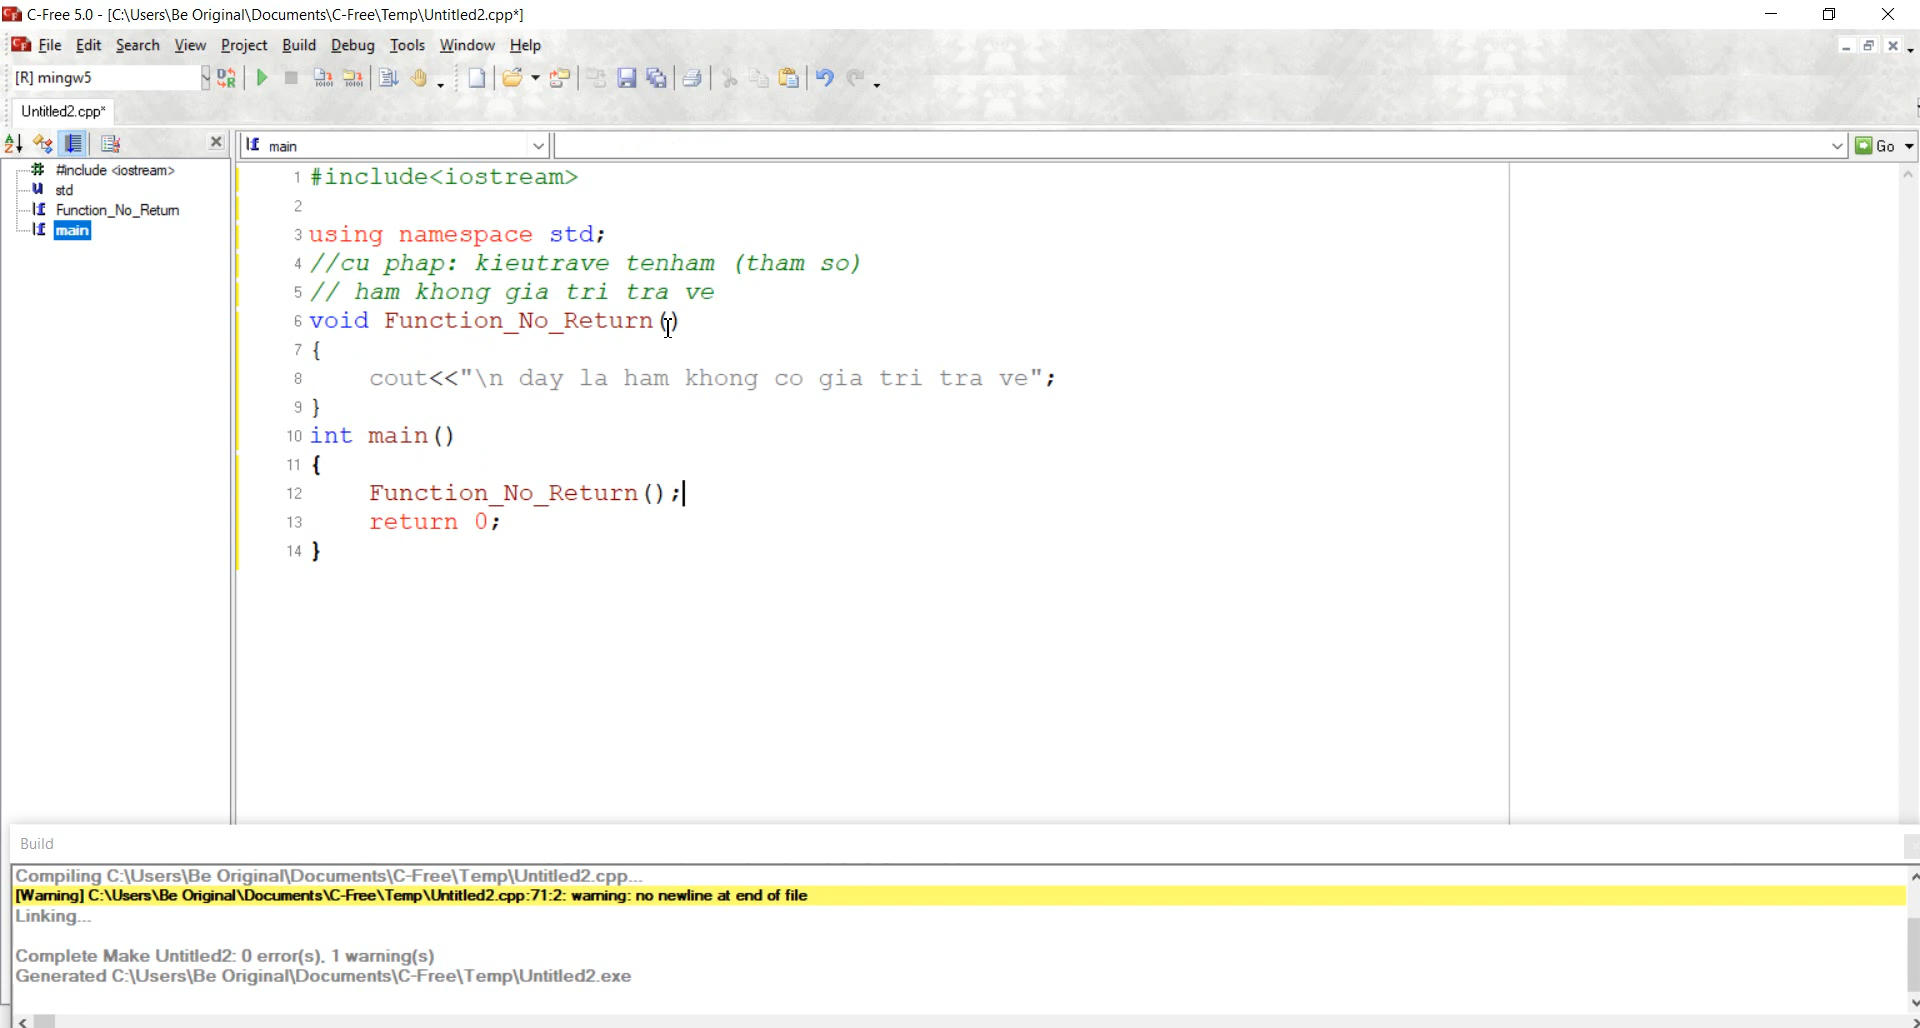 C-Free 5.0 - [C:\Users\Be Original\Documents\C-Free\Temp\Untitled2.cpp*]
File Edit Search View Project Build Debug Tools Window Help
[R] mingw5
Untitled2.cpp*
main
Go
#include <iostream>
std
Function_No_Return
main
1 #include<iostream>
2
3 using namespace std;
4 //cu phap: kieutrave tenham (tham so)
5 // ham khong gia tri tra ve
6 void Function_No_Return()
7 {
8 cout<<"\n day la ham khong co gia tri tra ve";
9 }
10 int main()
11 {
12 Function_No_Return();
13 return 0;
14 }
Build
Compiling C:\Users\Be Original\Documents\C-Free\Temp\Untitled2.cpp...
[Warning] C:\Users\Be Original\Documents\C-Free\Temp\Untitled2.cpp:71:2: warning: no newline at end of file
Linking...
Complete Make Untitled2: 0 error(s), 1 warning(s)
Generated C:\Users\Be Original\Documents\C-Free\Temp\Untitled2.exe